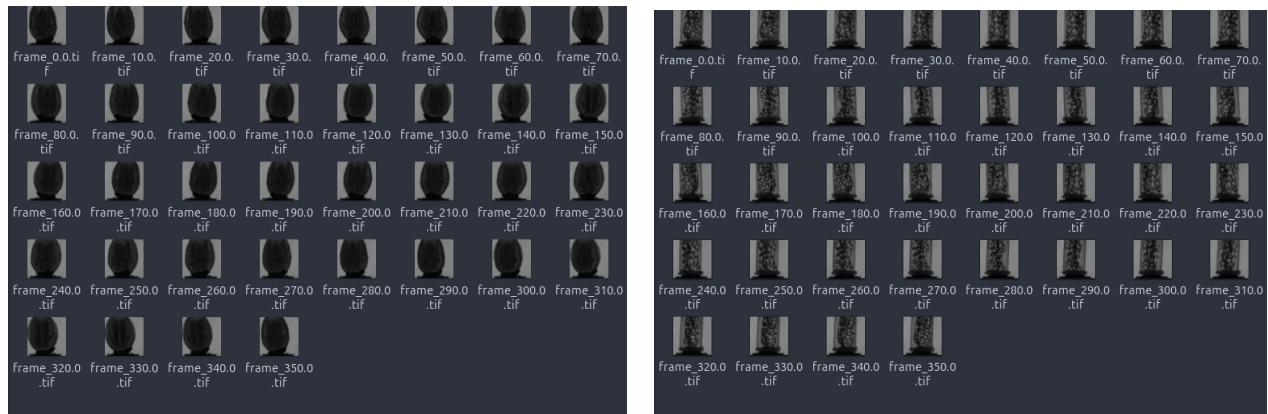 frame_0.0.ti frame_10.0. frame_20.0. frame_30.0. frame_40.0. frame_50.0. frame_60.0. frame_70.0.
f tif tif tif tif tif tif tif
frame_80.0. frame_90.0. frame_100.0 frame_110.0 frame_120.0 frame_130.0 frame_140.0 frame_150.0
tif tif .tif .tif .tif .tif .tif .tif
frame_160.0 frame_170.0 frame_180.0 frame_190.0 frame_200.0 frame_210.0 frame_220.0 frame_230.0
.tif .tif .tif .tif .tif .tif .tif .tif
frame_240.0 frame_250.0 frame_260.0 frame_270.0 frame_280.0 frame_290.0 frame_300.0 frame_310.0
.tif .tif .tif .tif .tif .tif .tif .tif
frame_320.0 frame_330.0 frame_340.0 frame_350.0
.tif .tif .tif .tif
frame_0.0.ti frame_10.0. frame_20.0. frame_30.0. frame_40.0. frame_50.0. frame_60.0. frame_70.0.
f tif tif tif tif tif tif tif
frame_80.0. frame_90.0. frame_100.0 frame_110.0 frame_120.0 frame_130.0 frame_140.0 frame_150.0
tif tif .tif .tif .tif .tif .tif .tif
frame_160.0 frame_170.0 frame_180.0 frame_190.0 frame_200.0 frame_210.0 frame_220.0 frame_230.0
.tif .tif .tif .tif .tif .tif .tif .tif
frame_240.0 frame_250.0 frame_260.0 frame_270.0 frame_280.0 frame_290.0 frame_300.0 frame_310.0
.tif .tif .tif .tif .tif .tif .tif .tif
frame_320.0 frame_330.0 frame_340.0 frame_350.0
.tif .tif .tif .tif